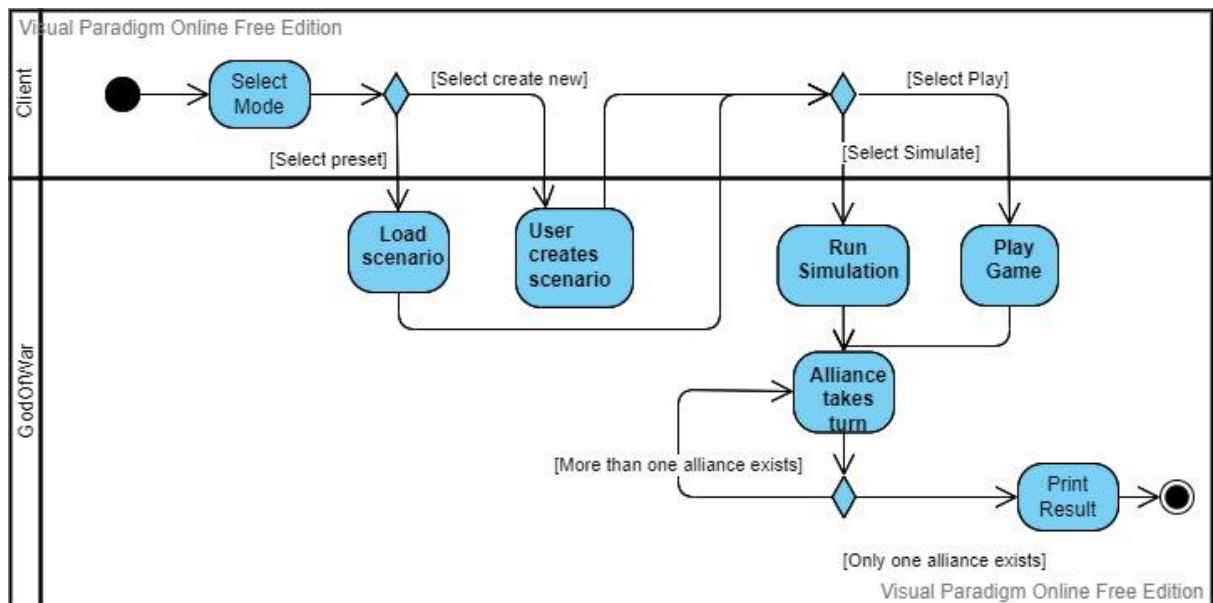 Visual Paradigm Online Free Edition
Client
Select
Mode
[Select create new]
[Select preset]
[Select Play]
[Select Simulate]
GodOfWar
Load
scenario
User
creates
scenario
Run
Simulation
Play
Game
Alliance
takes
turn
[More than one alliance exists]
Print
Result
[Only one alliance exists]
Visual Paradigm Online Free Edition